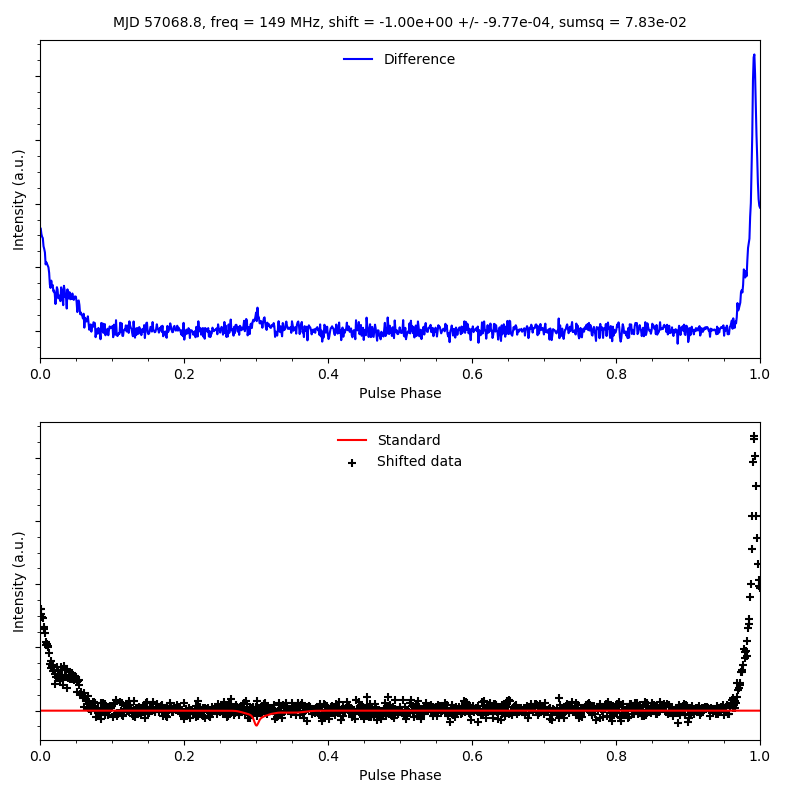 MJD 57068.8, freq = 149 MHz, shift = -1.00e+00 +/- -9.77e-04, sumsq = 7.83e-02
Difference
Intensity (a.u.)
0.0 0.2 0.4 0.6 0.8 1.0
Pulse Phase
Standard
Shifted data
Intensity (a.u.)
0.0 0.2 0.4 0.6 0.8 1.0
Pulse Phase